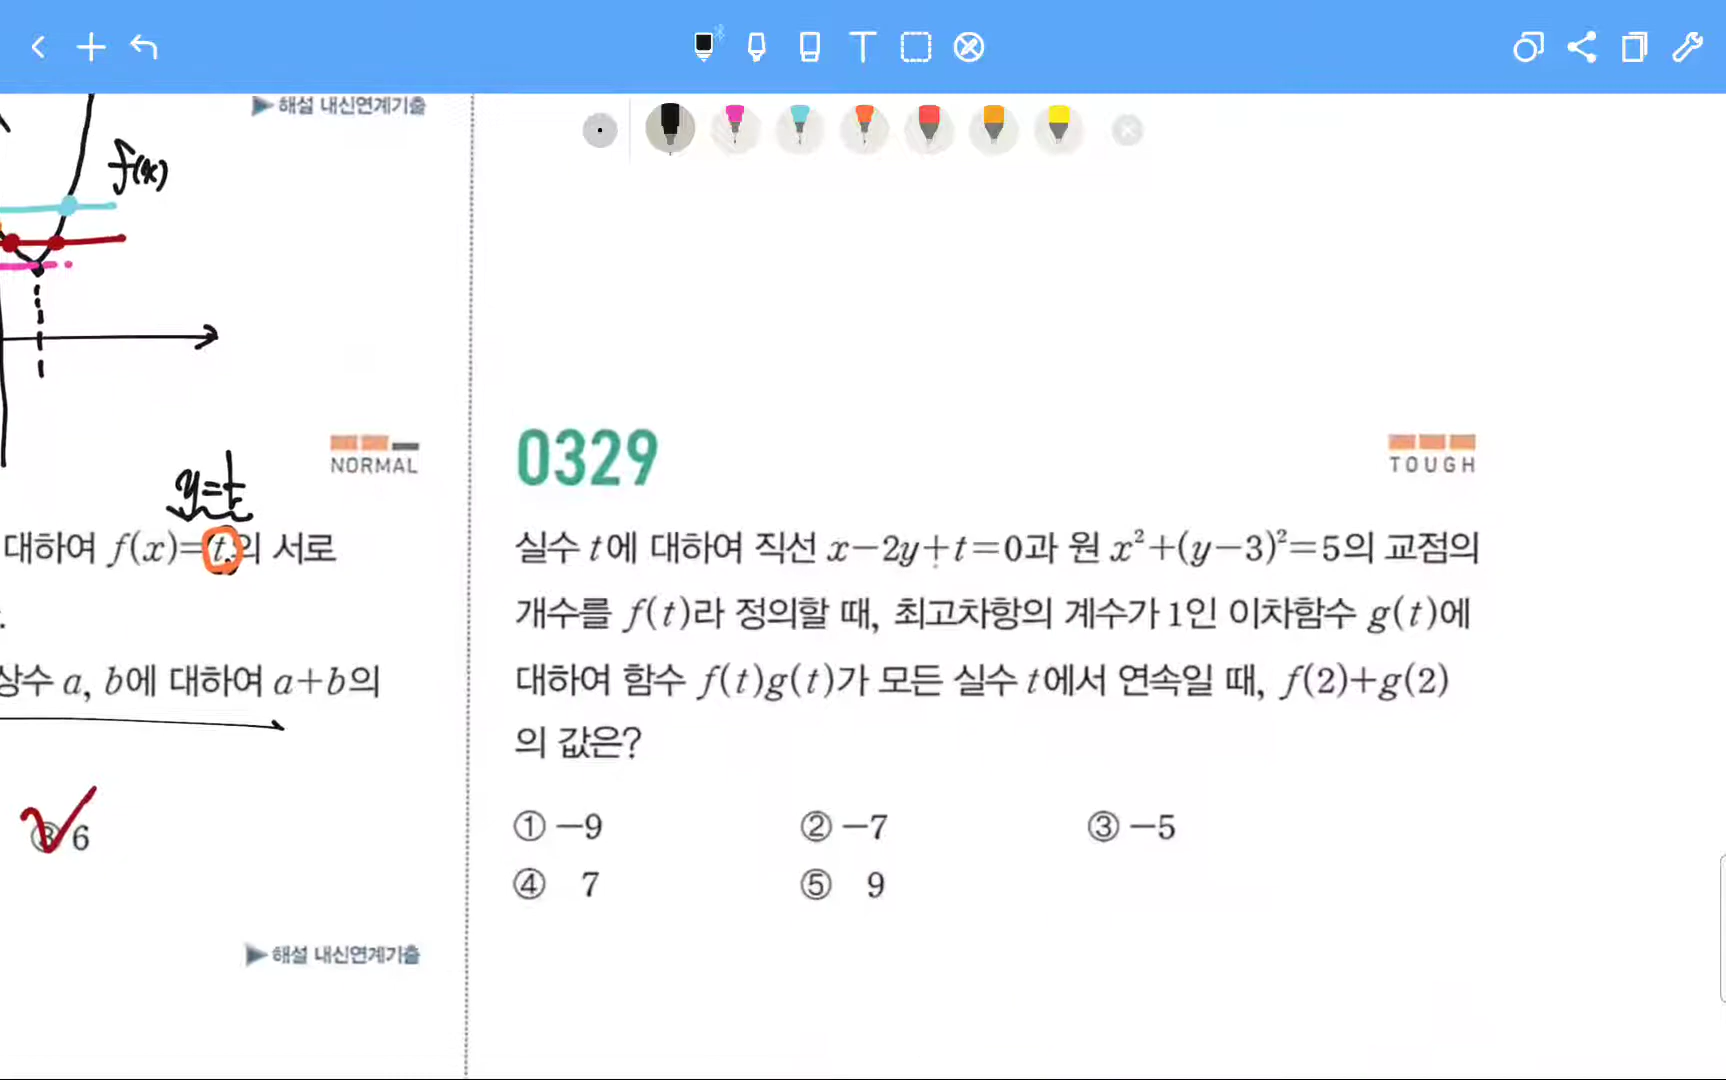 T
▶ 해설 내신연계기출
f(x)
NORMAL
y=t
대하여 f(x)=t의 서로
.
상수 a, b에 대하여 a+b의
③ 6
▶ 해설 내신연계기출
0329
TOUGH
실수 t에 대하여 직선 x−2y+t=0과 원 x²+(y−3)²=5의 교점의
개수를 f(t)라 정의할 때, 최고차항의 계수가 1인 이차함수 g(t)에
대하여 함수 f(t)g(t)가 모든 실수 t에서 연속일 때, f(2)+g(2)
의 값은?
① −9 ② −7 ③ −5
④ 7 ⑤ 9